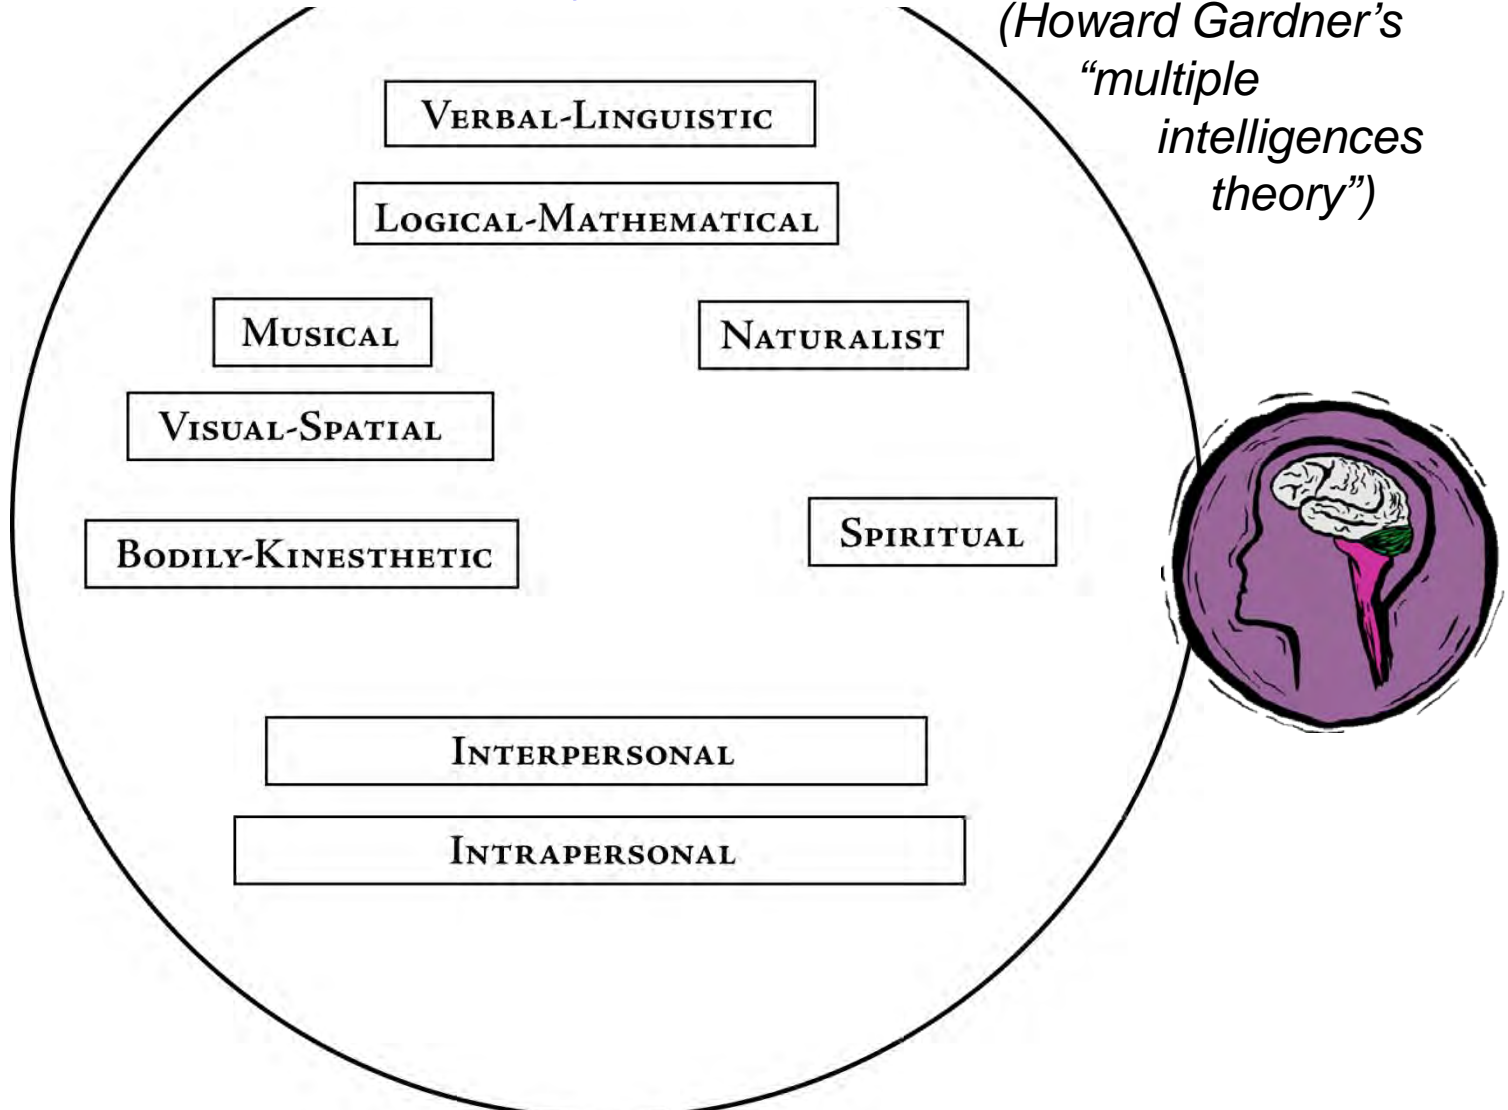 (Howard Gardner’s
“multiple
intelligences
theory”)
VERBAL-LINGUISTIC
LOGICAL-MATHEMATICAL
MUSICAL
NATURALIST
VISUAL-SPATIAL
SPIRITUAL
BODILY-KINESTHETIC
INTERPERSONAL
INTRAPERSONAL